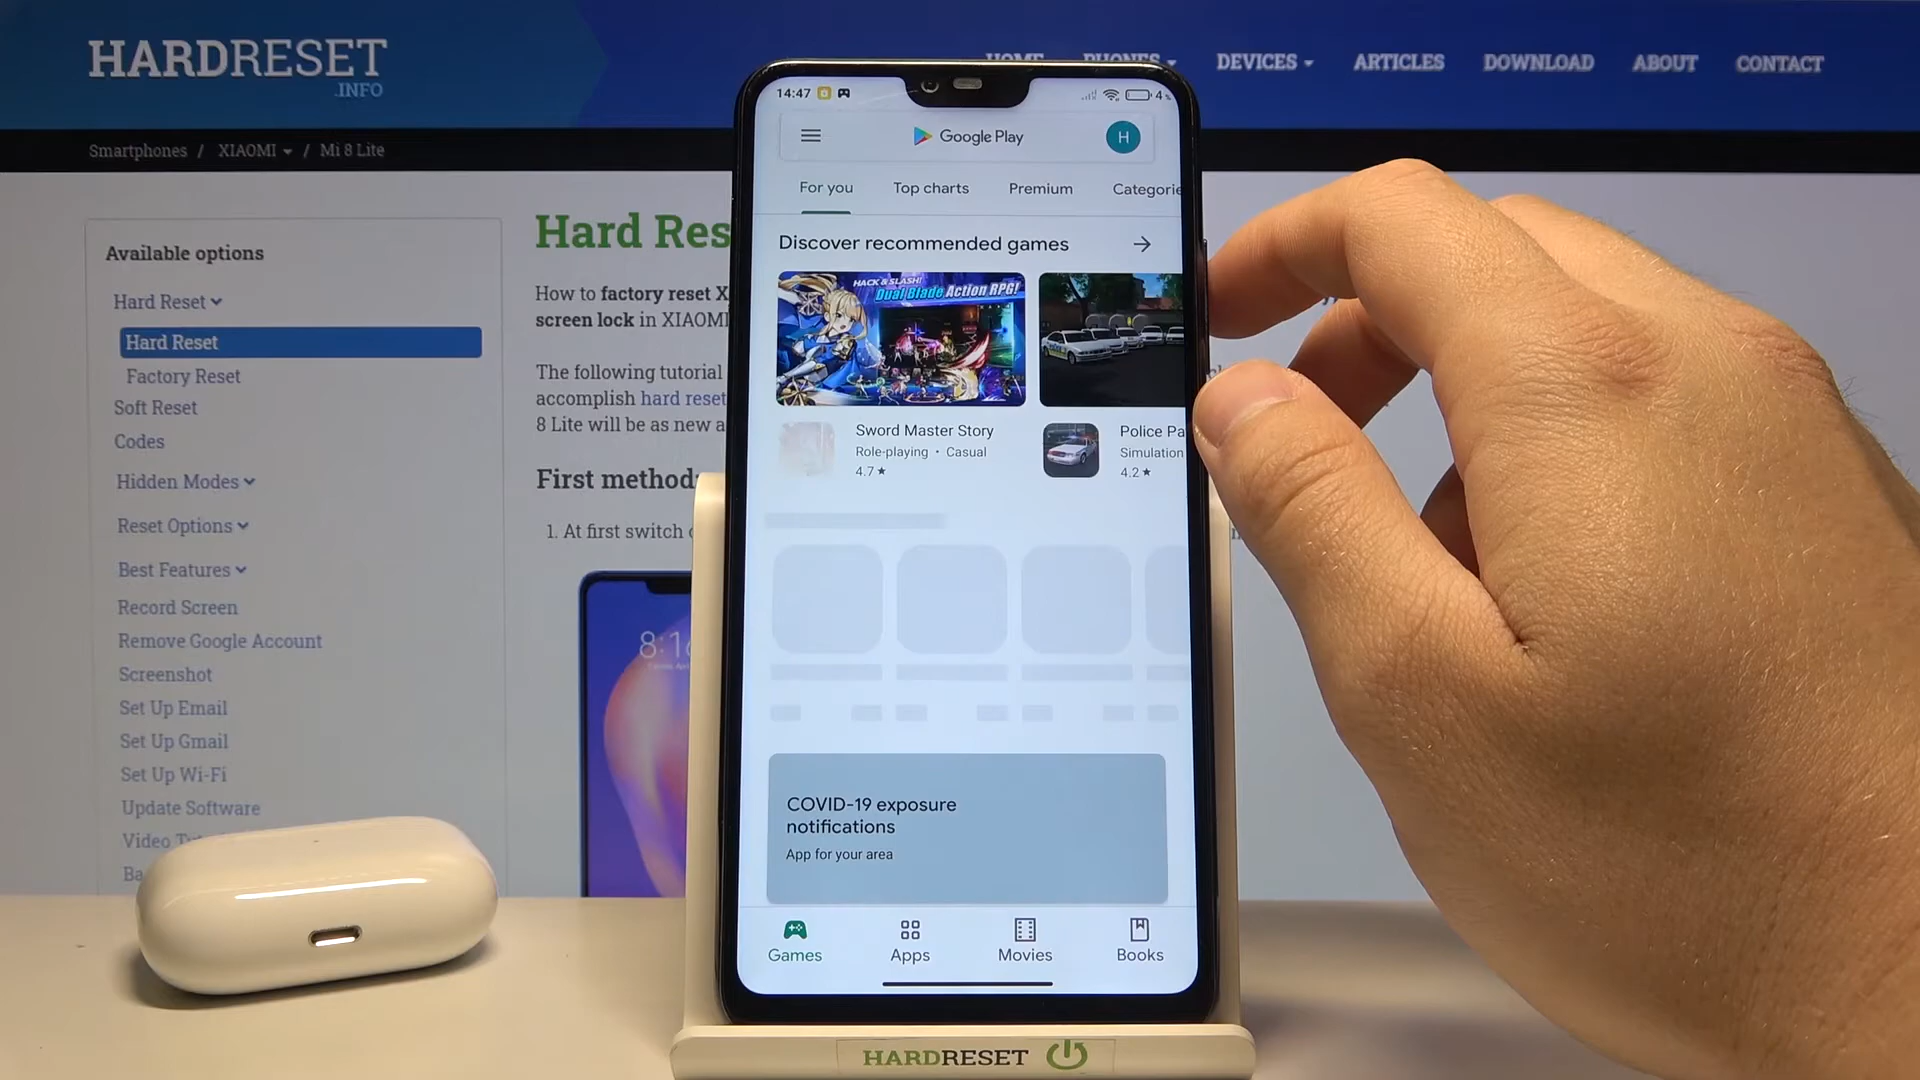 HARDRESET
.INFO
HOME PHONES DEVICES ARTICLES DOWNLOAD ABOUT CONTACT
Smartphones / XIAOMI / Mi 8 Lite
Available options
Hard Reset
Hard Reset
Factory Reset
Soft Reset
Codes
Hidden Modes
Reset Options
Best Features
Record Screen
Remove Google Account
Screenshot
Set Up Email
Set Up Gmail
Set Up Wi-Fi
Update Software
Video
Hard Res
How to factory reset X
screen lock in XIAOMI
The following tutorial
accomplish hard reset
8 Lite will be as new a
First method:
1. At first switch
8:1
14:47
4%
Google Play
H
For you Top charts Premium Categorie
Discover recommended games
HACK & SLASH!
Dual Blade Action RPG!
Sword Master Story
Role-playing • Casual
4.7★
Police Pa
Simulation
4.2★
COVID-19 exposure
notifications
App for your area
Games Apps Movies Books
HARDRESET